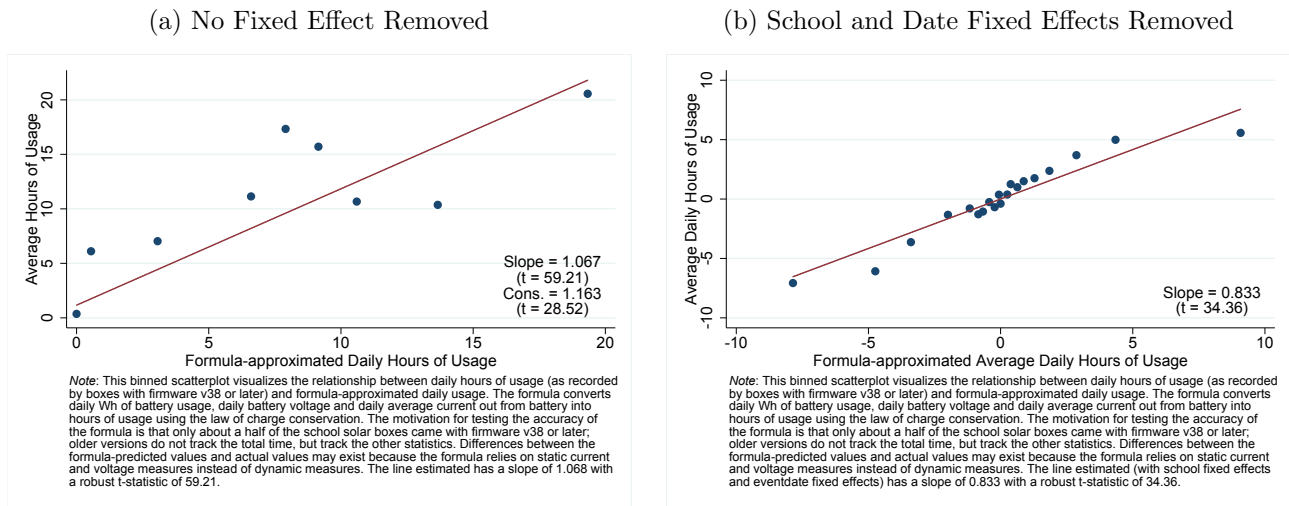 (a) No Fixed Effect Removed
Average Hours of Usage
20
15
10
5
0
Slope = 1.067
(t = 59.21)
Cons. = 1.163
(t = 28.52)
0 5 10 15 20
Formula-approximated Daily Hours of Usage
Note: This binned scatterplot visualizes the relationship between daily hours of usage (as recorded
by boxes with firmware v38 or later) and formula-approximated daily usage. The formula converts
daily Wh of battery usage, daily battery voltage and daily average current out from battery into
hours of usage using the law of charge conservation. The motivation for testing the accuracy of
the formula is that only about a half of the school solar boxes came with firmware v38 or later;
older versions do not track the total time, but track the other statistics. Differences between the
formula-predicted values and actual values may exist because the formula relies on static current
and voltage measures instead of dynamic measures. The line estimated has a slope of 1.068 with
a robust t-statistic of 59.21.
(b) School and Date Fixed Effects Removed
Average Daily Hours of Usage
10
5
0
-5
-10
Slope = 0.833
(t = 34.36)
-10 -5 0 5 10
Formula-approximated Average Daily Hours of Usage
Note: This binned scatterplot visualizes the relationship between daily hours of usage (as recorded
by boxes with firmware v38 or later) and formula-approximated daily usage. The formula converts
daily Wh of battery usage, daily battery voltage and daily average current out from battery into
hours of usage using the law of charge conservation. The motivation for testing the accuracy of
the formula is that only about a half of the school solar boxes came with firmware v38 or later;
older versions do not track the total time, but track the other statistics. Differences between the
formula-predicted values and actual values may exist because the formula relies on static current
and voltage measures instead of dynamic measures. The line estimated (with school fixed effects
and eventdate fixed effects) has a slope of 0.833 with a robust t-statistic of 34.36.